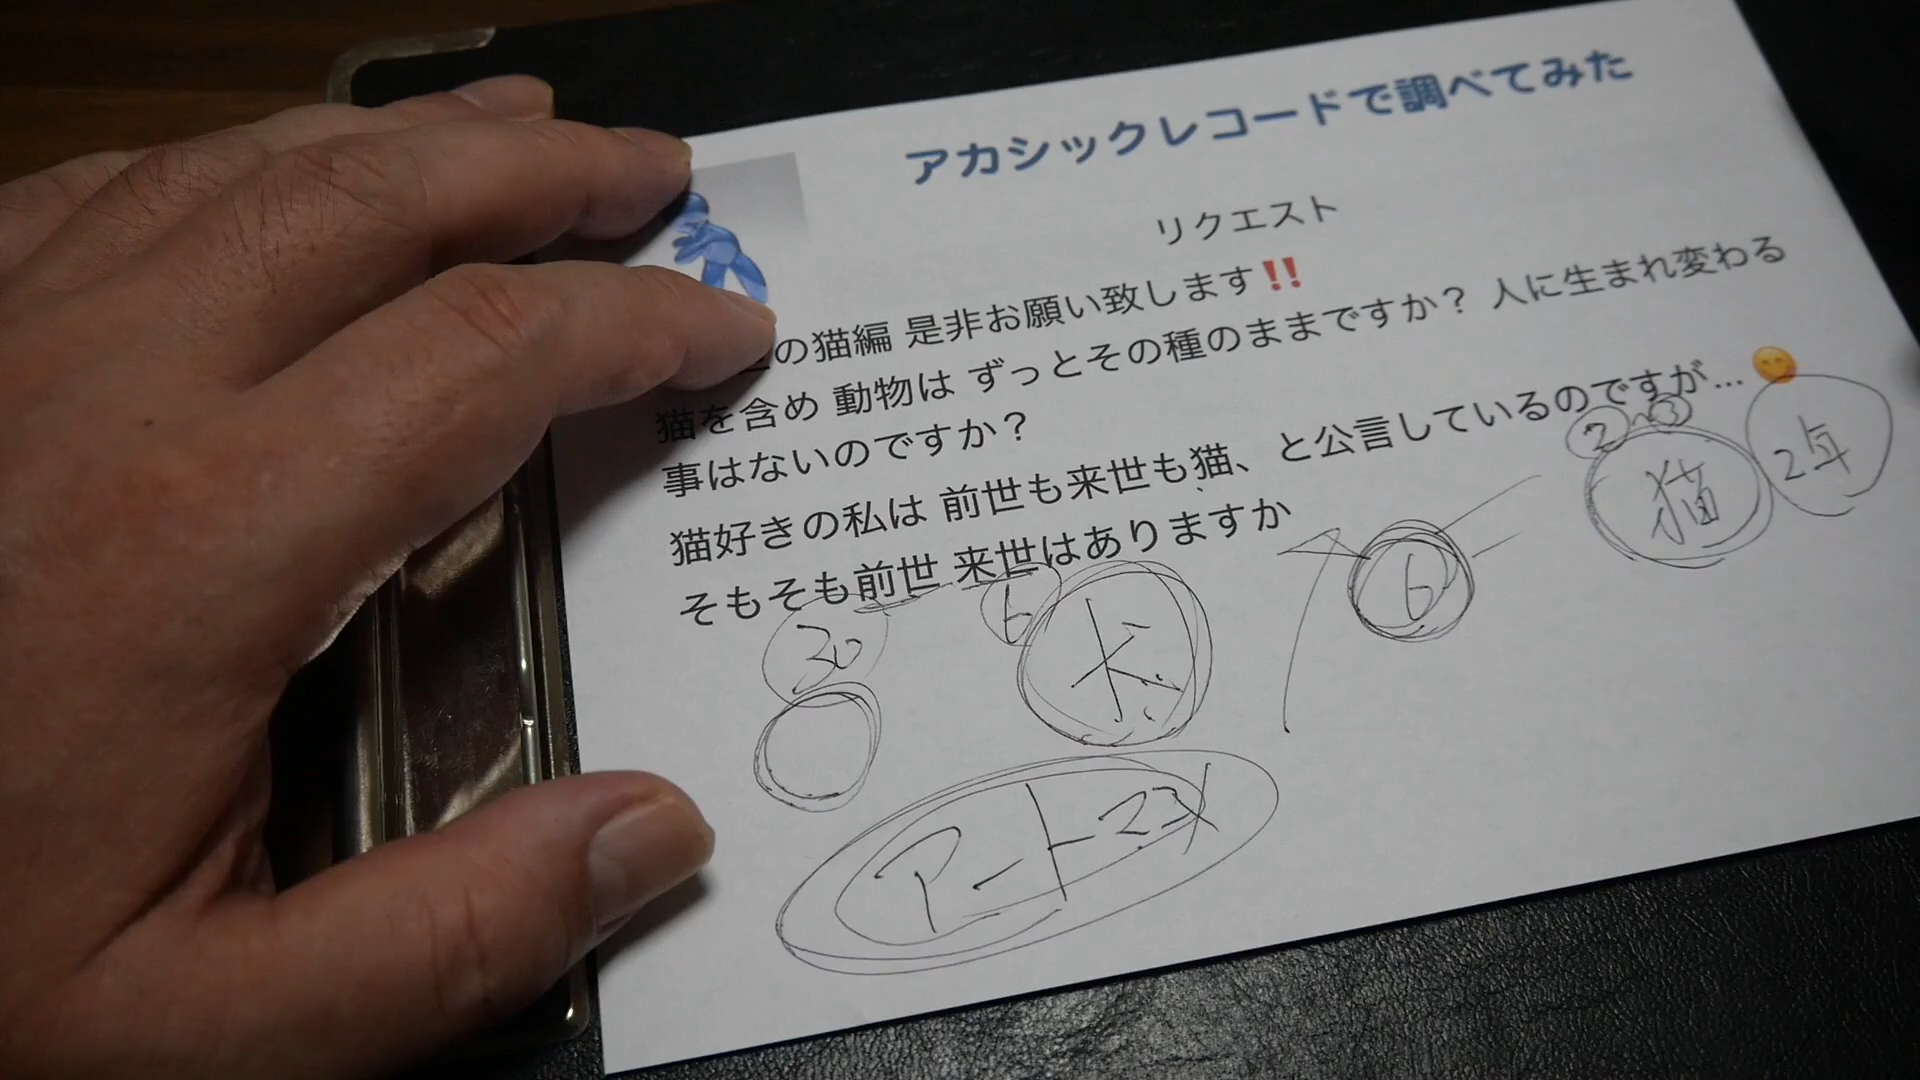 アカシックレコードで調べてみた
リクエスト
の猫編 是非お願い致します‼️
猫を含め 動物は ずっとその種のままですか？ 人に生まれ変わる
事はないのですか？
猫好きの私は 前世も来世も猫、と公言しているのですが…
そもそも前世 来世はありますか
2~3
猫
2年
6
6
30